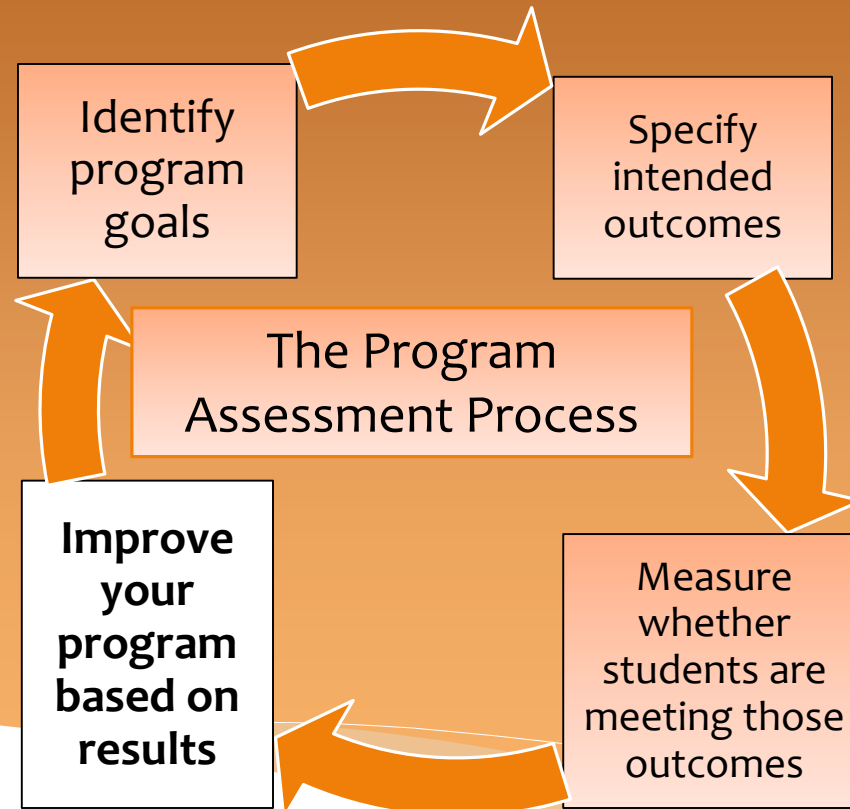 Identify
program
goals
Specify
intended
outcomes
The Program
Assessment Process
Improve
your
program
based on
results
Measure
whether
students are
meeting those
outcomes